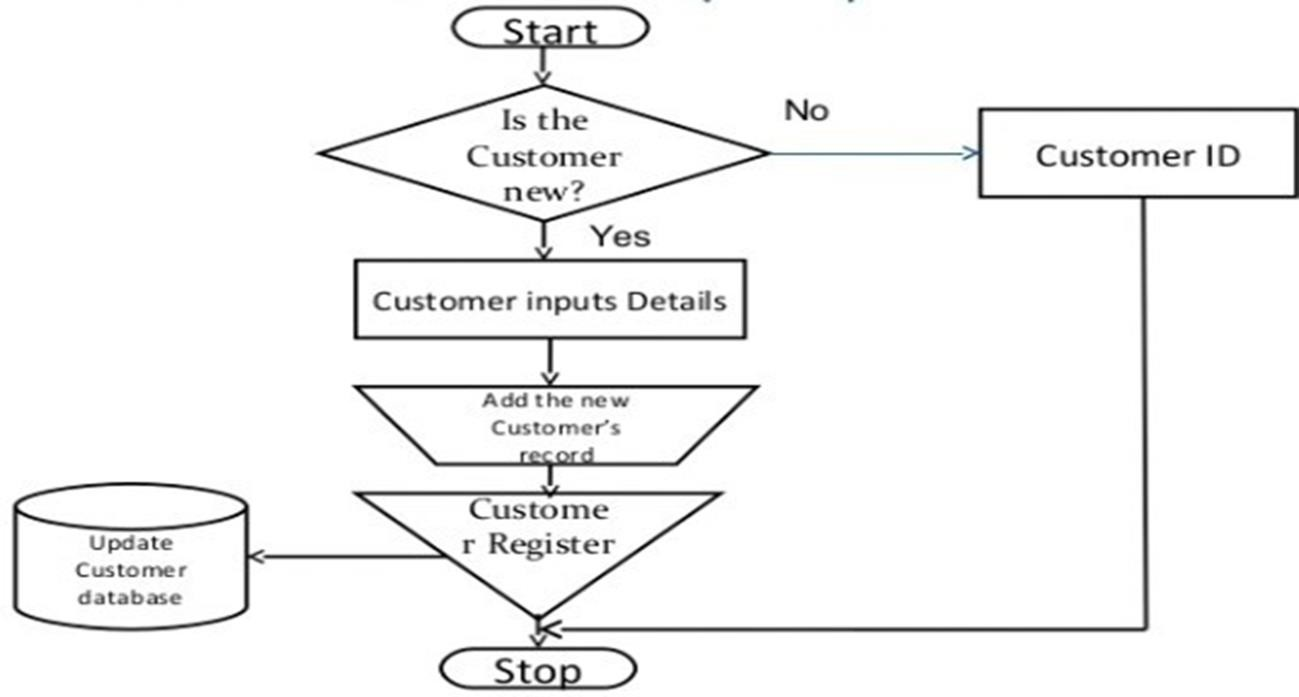 Start
Is the
Customer
new?
No
Customer ID
Yes
Customer inputs Details
Add the new
Customer's
record
Custome
r Register
Update
Customer
database
Stop